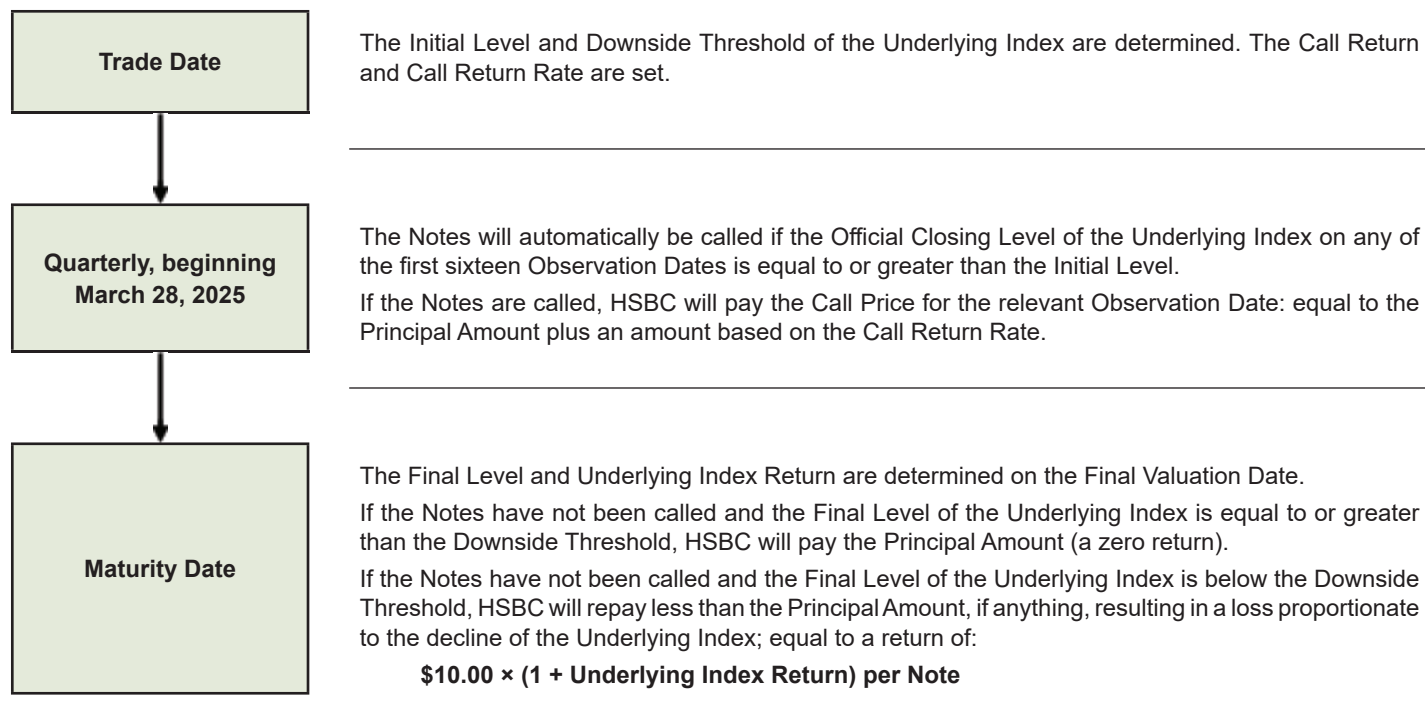 Trade Date
The Initial Level and Downside Threshold of the Underlying Index are determined. The Call Return
and Call Return Rate are set.
Quarterly, beginning
March 28, 2025
The Notes will automatically be called if the Official Closing Level of the Underlying Index on any of
the first sixteen Observation Dates is equal to or greater than the Initial Level.
If the Notes are called, HSBC will pay the Call Price for the relevant Observation Date: equal to the
Principal Amount plus an amount based on the Call Return Rate.
Maturity Date
The Final Level and Underlying Index Return are determined on the Final Valuation Date.
If the Notes have not been called and the Final Level of the Underlying Index is equal to or greater
than the Downside Threshold, HSBC will pay the Principal Amount (a zero return).
If the Notes have not been called and the Final Level of the Underlying Index is below the Downside
Threshold, HSBC will repay less than the Principal Amount, if anything, resulting in a loss proportionate
to the decline of the Underlying Index; equal to a return of:
$10.00 × (1 + Underlying Index Return) per Note